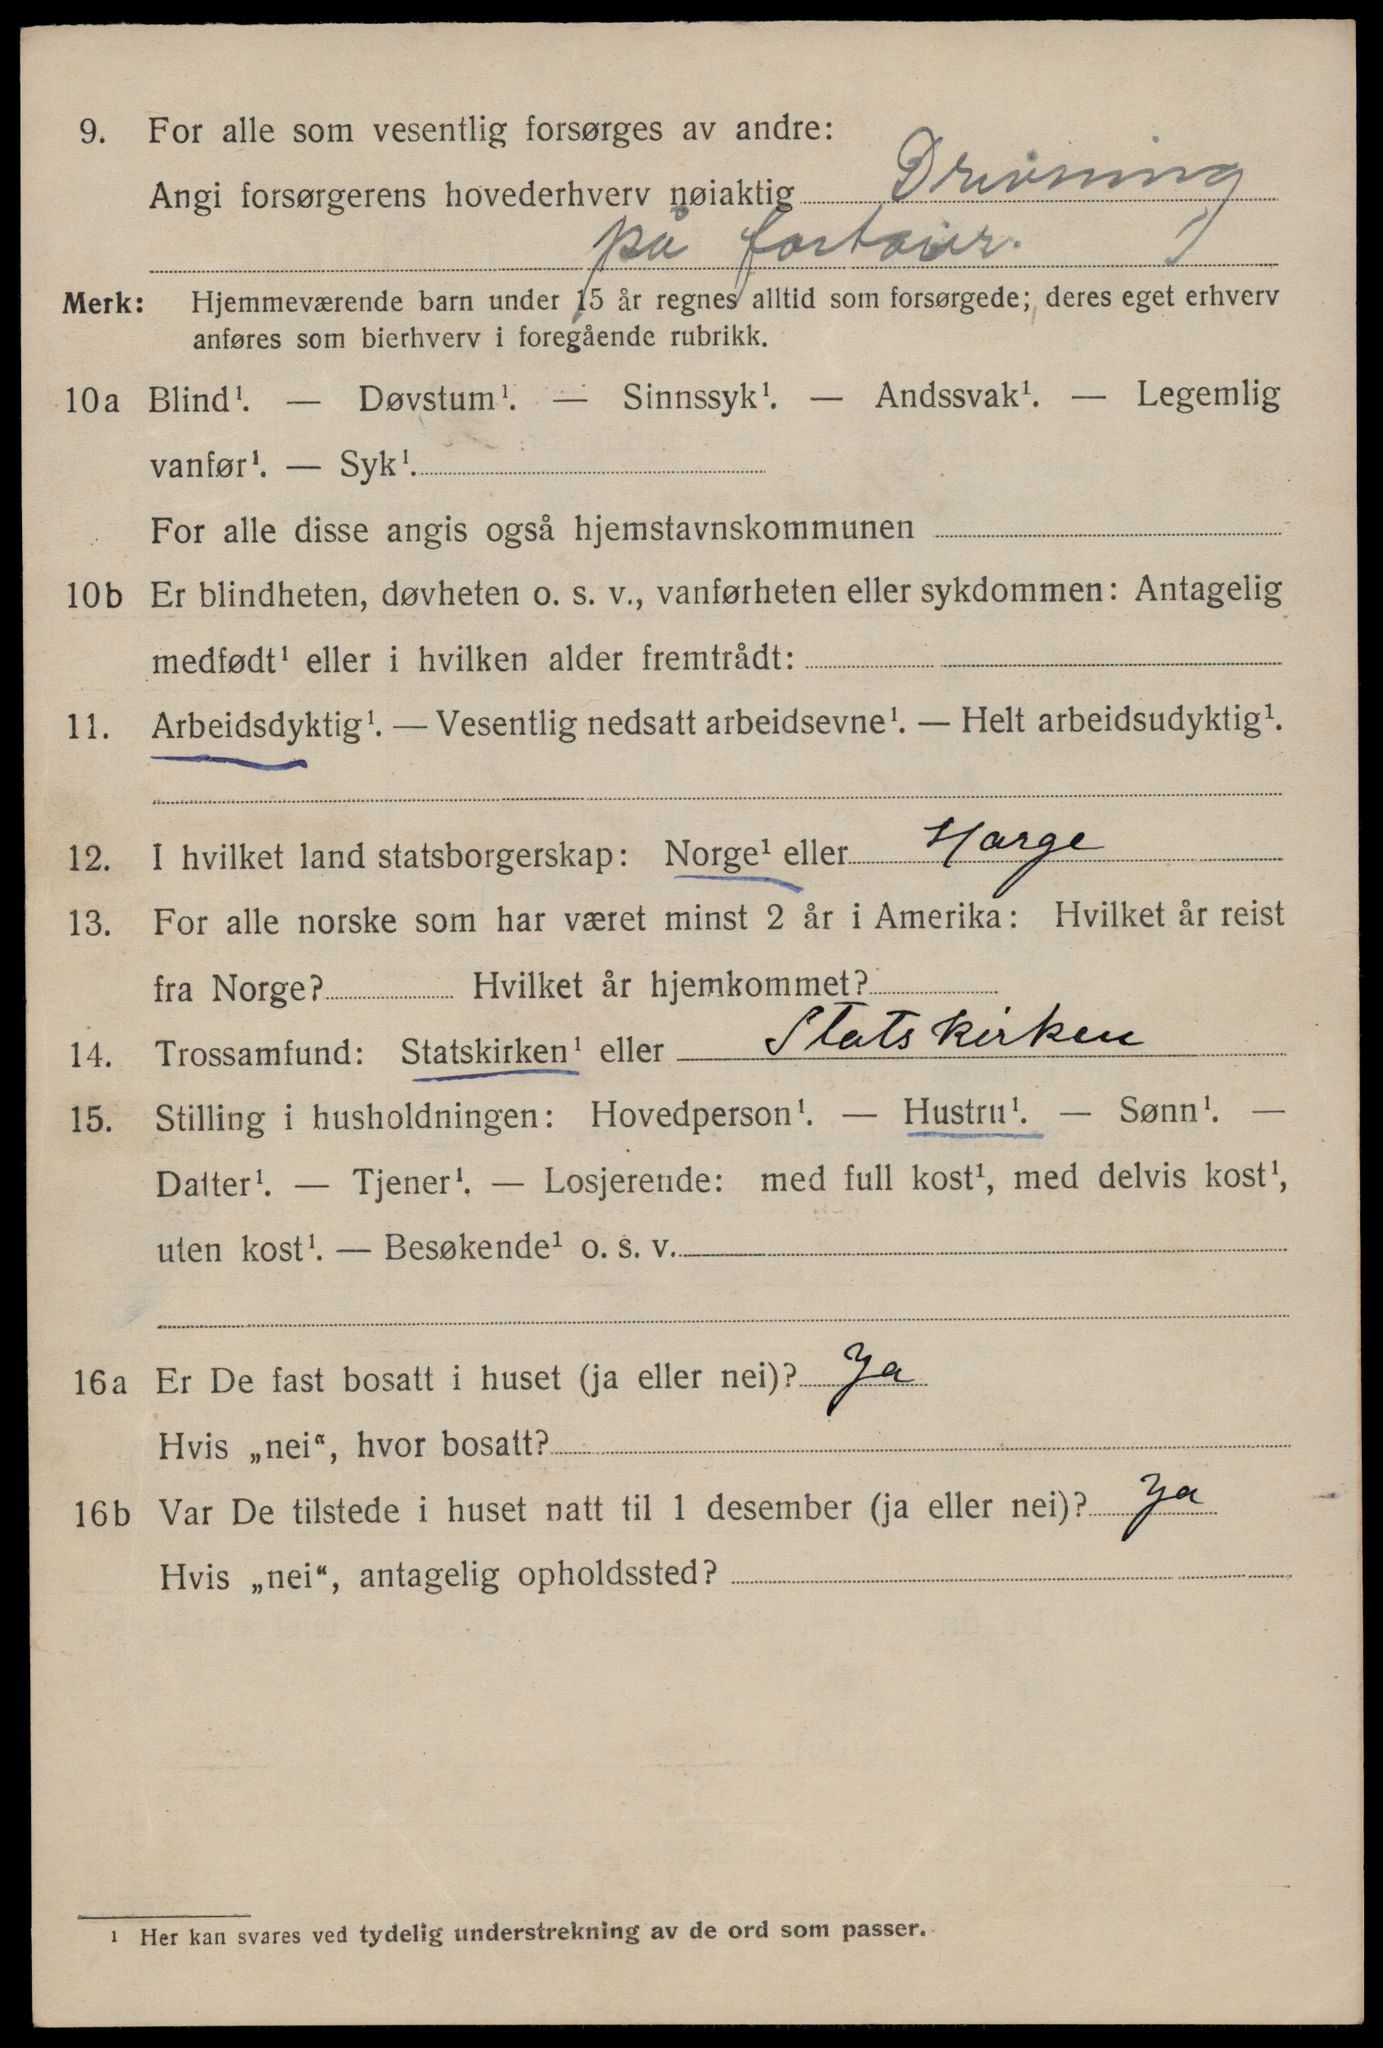 9. For alle som vesentlig forsørges av andre:
Angi forsørgerens hovederhverv nøiaktig Drivning
på fortøier.
Merk: Hjemmeværende barn under 15 år regnes alltid som forsørgede; deres eget erhverv
anføres som bierhverv i foregående rubrikk.
10a Blind¹. — Døvstum¹. — Sinnssyk¹. — Andssvak¹. — Legemlig
vanfør¹. — Syk¹.
For alle disse angis også hjemstavnskommunen
10b Er blindheten, døvheten o. s. v., vanførheten eller sykdommen: Antagelig
medfødt¹ eller i hvilken alder fremtrådt:
11. Arbeidsdyktig¹. — Vesentlig nedsatt arbeidsevne¹. — Helt arbeidsudyktig¹.
12. I hvilket land statsborgerskap: Norge¹ eller Norge
13. For alle norske som har været minst 2 år i Amerika: Hvilket år reist
fra Norge? Hvilket år hjemkommet?
14. Trossamfund: Statskirken¹ eller Statskirken
15. Stilling i husholdningen: Hovedperson¹. — Hustru¹. — Sønn¹. —
Datter¹. — Tjener¹. — Losjerende: med full kost¹, med delvis kost¹,
uten kost¹. — Besøkende¹ o. s. v.
16a Er De fast bosatt i huset (ja eller nei)? Ja
Hvis „nei“, hvor bosatt?
16b Var De tilstede i huset natt til 1 desember (ja eller nei)? Ja
Hvis „nei“, antagelig opholdssted?
¹ Her kan svares ved tydelig understrekning av de ord som passer.